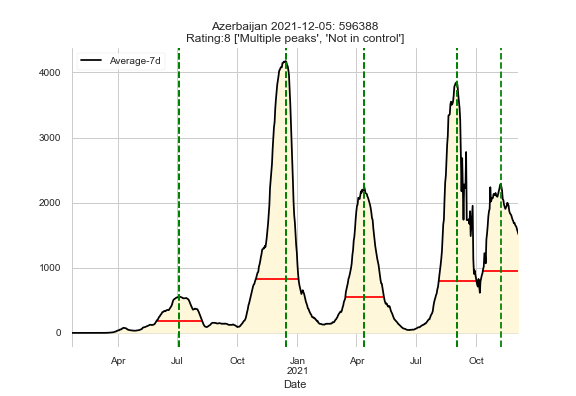 Azerbaijan 2021-12-05: 596388
Rating:8 ['Multiple peaks', 'Not in control']
Average-7d
4000
3000
2000
1000
0
Apr
Jul
Oct
Jan
2021
Apr
Jul
Oct
Date